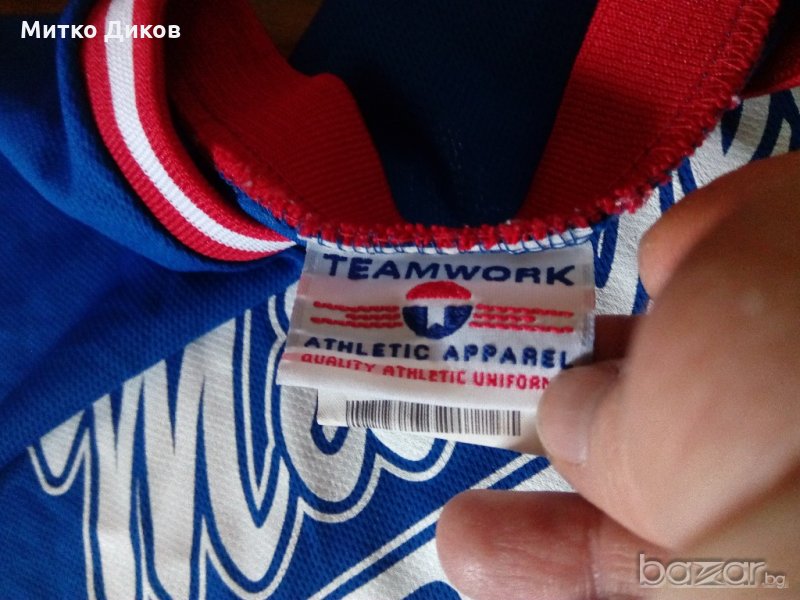 Митко Диков
TEAMWORK
ATHLETIC APPAREL
QUALITY ATHLETIC UNIFORM
bazar.bg